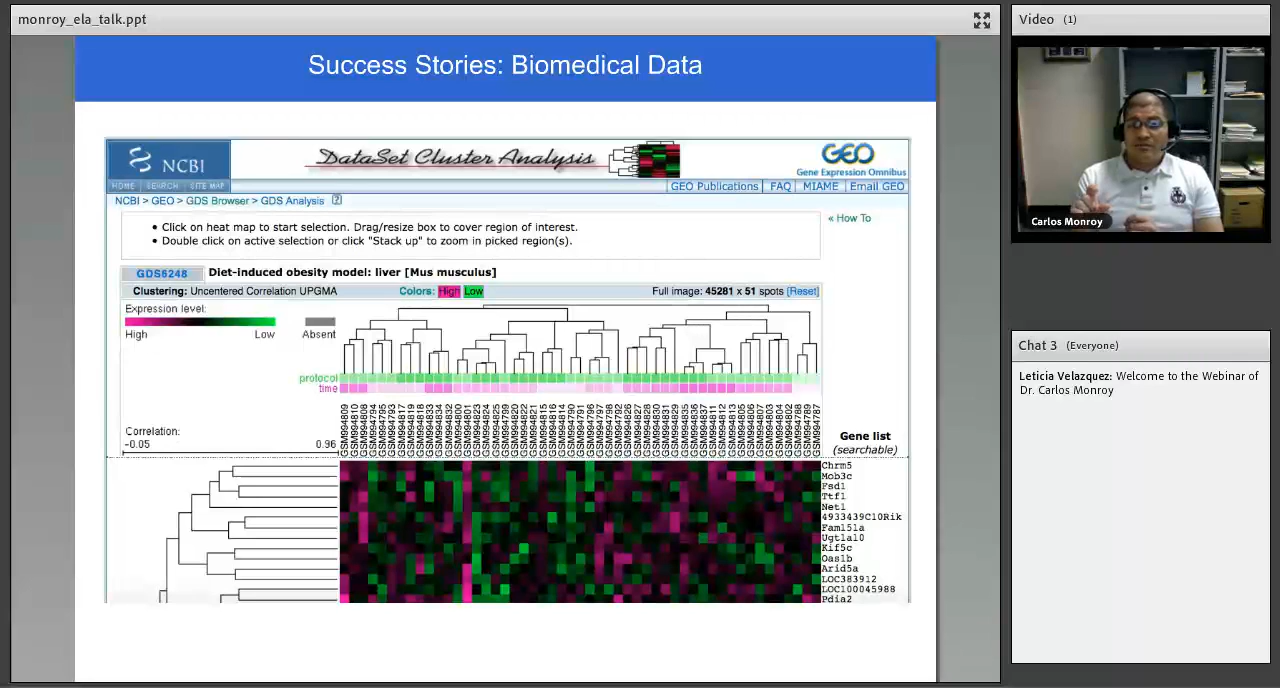 monroy_ela_talk.ppt
Success Stories: Biomedical Data
NCBI
DataSet Cluster Analysis
GEO
Gene Expression Omnibus
HOME SEARCH SITE MAP
GEO Publications FAQ MIAME Email GEO
NCBI > GEO > GDS Browser > GDS Analysis ?
• Click on heat map to start selection. Drag/resize box to cover region of interest.
• Double click on active selection or click "Stack up" to zoom in picked region(s).
« How To
GDS6248 Diet-induced obesity model: liver [Mus musculus]
Clustering: Uncentered Correlation UPGMA Colors: High Low Full image: 45281 x 51 spots [Reset]
Expression level:
High Low Absent
protocol
time
Correlation:
-0.05 0.96
Gene list
(searchable)
Chrm5
Mob3c
Fsd1
Ttf1
Net1
4933439C10Rik
Fam151a
Ugt1a10
Kif5c
Oas1b
Arid5a
LOC383912
LOC100045988
Pdia2
Video (1)
Carlos Monroy
Chat 3 (Everyone)
Leticia Velazquez: Welcome to the Webinar of
Dr. Carlos Monroy